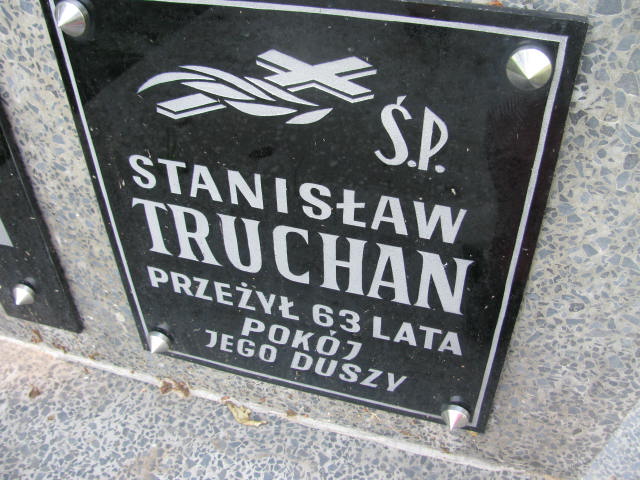 Ś.P.
STANISŁAW
TRUCHAN
PRZEŻYŁ 63 LATA
POKÓJ
JEGO DUSZY